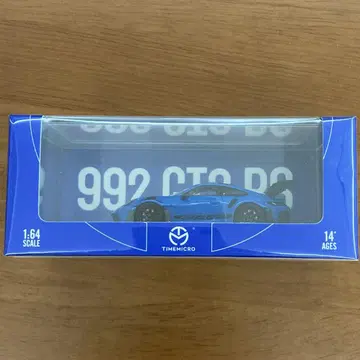 992 GT3 RS
1:64
SCALE
TIMEMICRO
14+
AGES